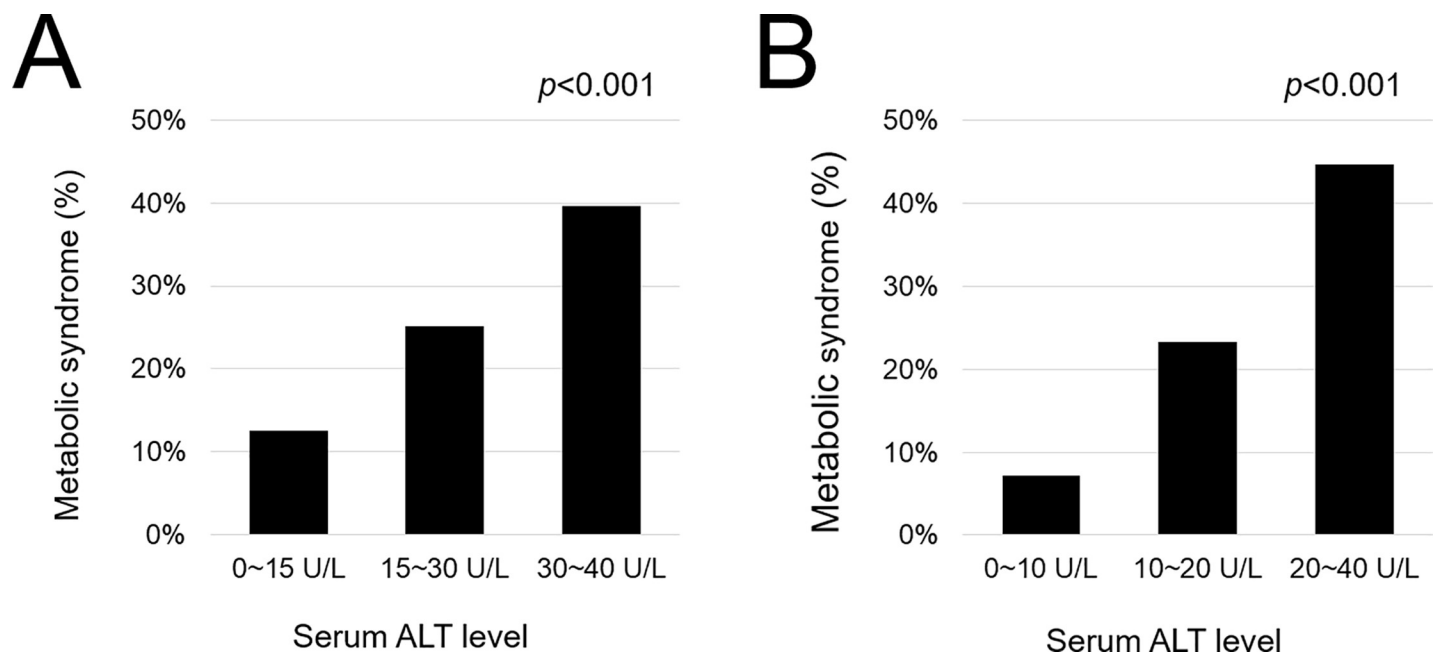 A
p<0.001
50%
40%
30%
20%
10%
0%
Metabolic syndrome (%)
0~15 U/L 15~30 U/L 30~40 U/L
Serum ALT level
B
p<0.001
50%
40%
30%
20%
10%
0%
Metabolic syndrome (%)
0~10 U/L 10~20 U/L 20~40 U/L
Serum ALT level